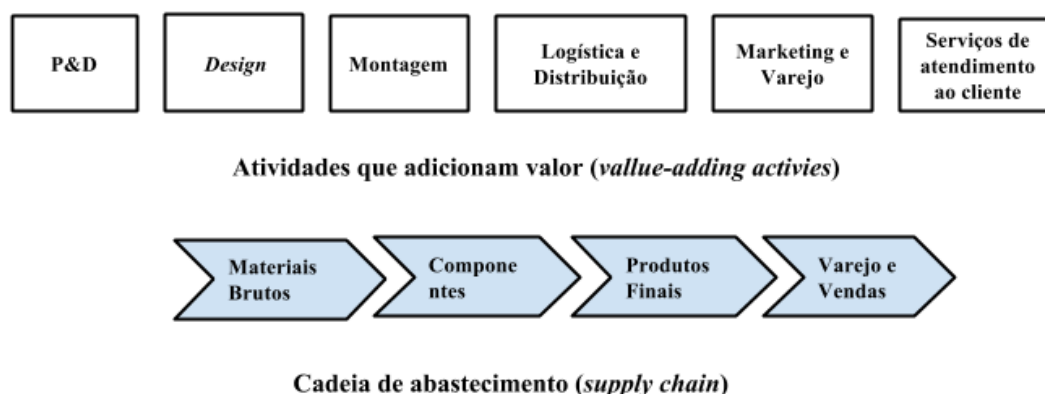 P&D
Design
Montagem
Logística e
Distribuição
Marketing e
Varejo
Serviços de
atendimento
ao cliente
Atividades que adicionam valor (vallue-adding activies)
Materiais
Brutos
Compone
ntes
Produtos
Finais
Varejo e
Vendas
Cadeia de abastecimento (supply chain)